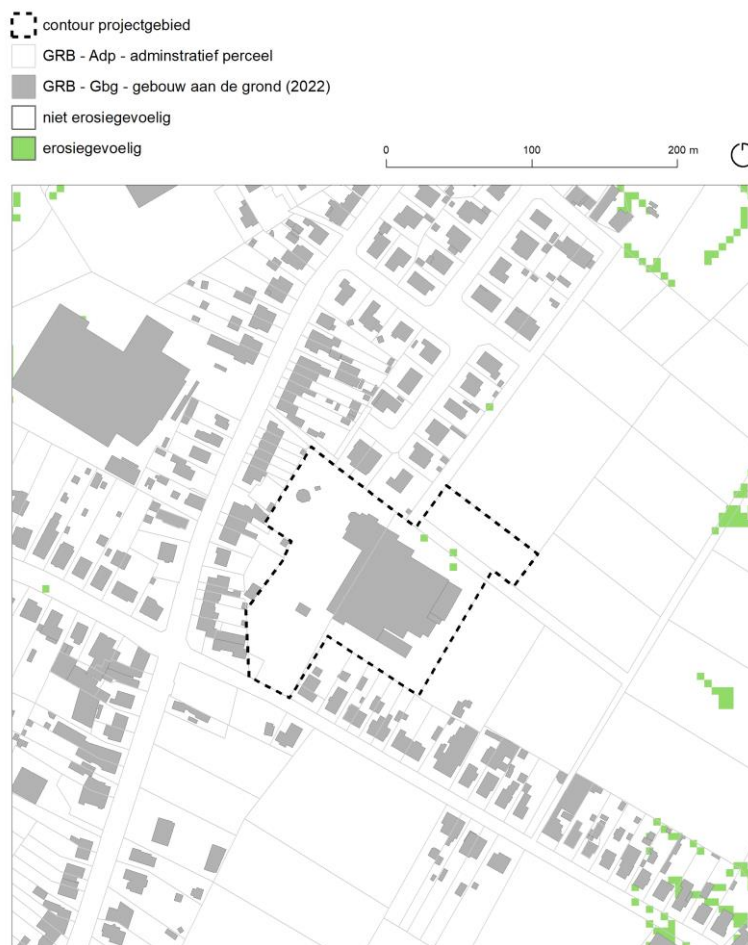 contour projectgebied
GRB - Adp - adminstratief perceel
GRB - Gbg - gebouw aan de grond (2022)
niet erosiegevoelig
erosiegevoelig
0 100 200 m